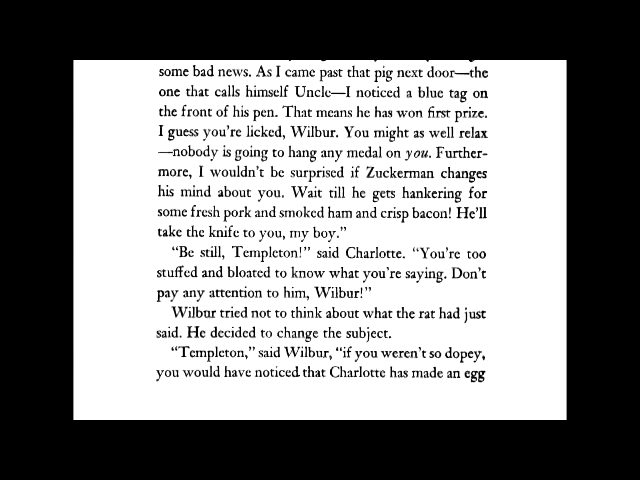 some bad news. As I came past that pig next door—the
one that calls himself Uncle—I noticed a blue tag on
the front of his pen. That means he has won first prize.
I guess you're licked, Wilbur. You might as well relax
—nobody is going to hang any medal on you. Further-
more, I wouldn't be surprised if Zuckerman changes
his mind about you. Wait till he gets hankering for
some fresh pork and smoked ham and crisp bacon! He'll
take the knife to you, my boy."
"Be still, Templeton!" said Charlotte. "You're too
stuffed and bloated to know what you're saying. Don't
pay any attention to him, Wilbur!"
Wilbur tried not to think about what the rat had just
said. He decided to change the subject.
"Templeton," said Wilbur, "if you weren't so dopey,
you would have noticed that Charlotte has made an egg